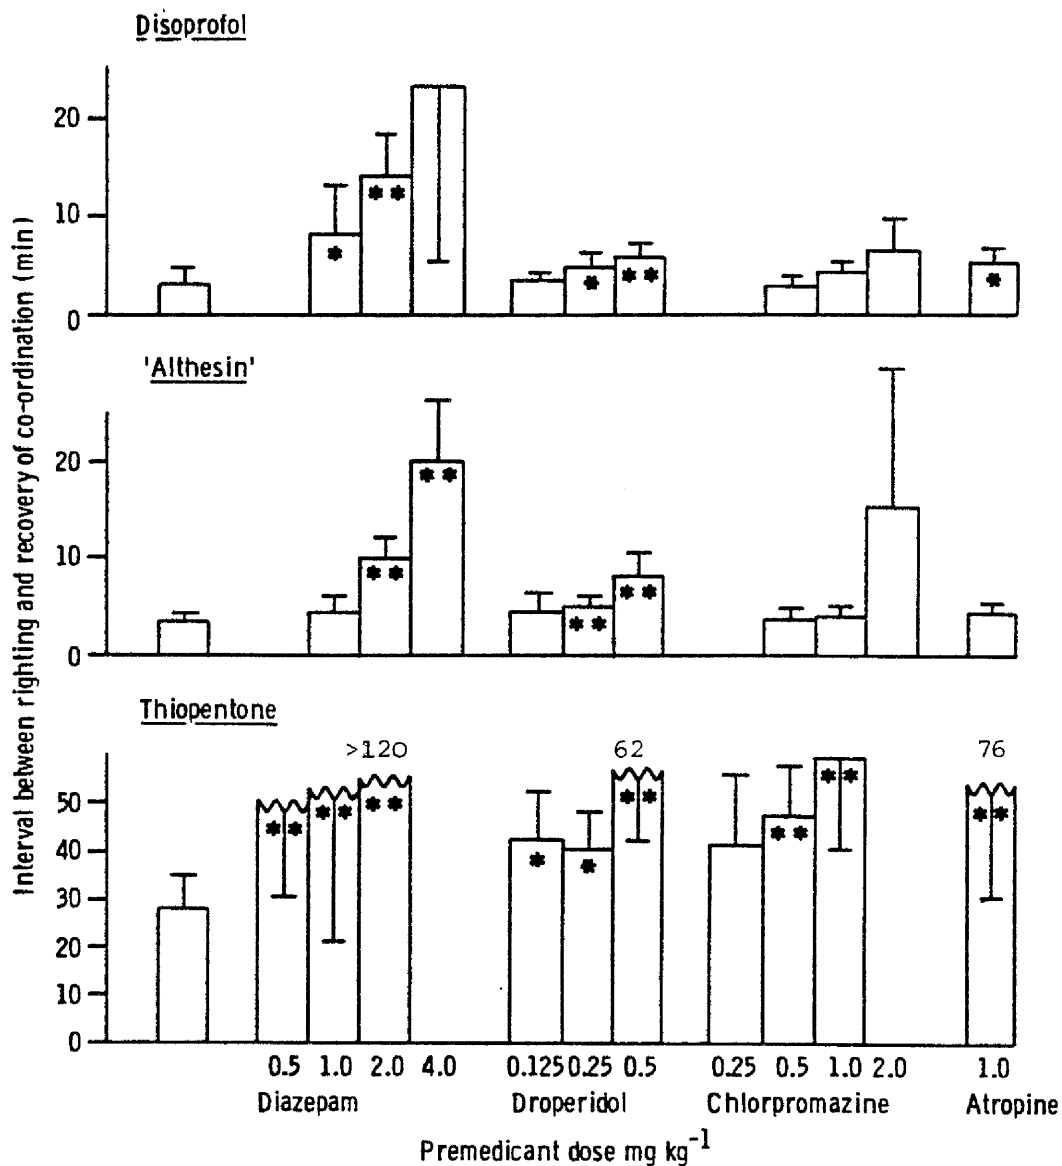 Disoprofol
20
10
0
'Althesin'
20
10
0
Thiopentone
>120 62 76
50
40
30
20
10
0
* **
* **
*
** **
** **
** ** ** ** ** ** **
* *
Interval between righting and recovery of co-ordination (min)
0.5 1.0 2.0 4.0 0.125 0.25 0.5 0.25 0.5 1.0 2.0 1.0
Diazepam Droperidol Chlorpromazine Atropine
Premedicant dose mg kg-1